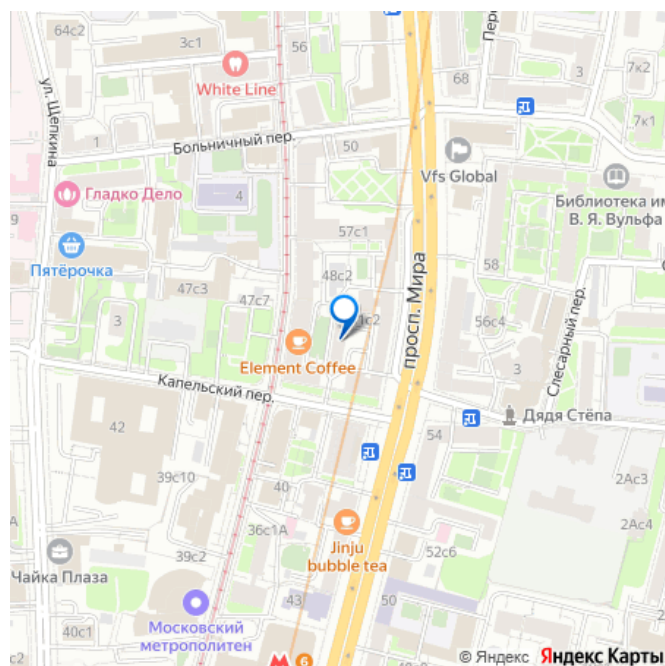 64с2
3с1
56
White Line
ул. Щепкина
1
Больничный пер.
50
68
3
7к2
7к1
Vfs Global
Библиотека им
В. Я. Вульфа
Гладко Дело
4
Пятёрочка
57с1
48с2
58
47с3
47с7
3
просп. Мира
56с4
Слесарный пер.
3
Element Coffee
Капельский пер.
Дядя Стёпа
42
54
39с10
40
2Ас3
36с1А
2Ас4
39с2
Jinju
bubble tea
52с6
Чайка Плаза
43
50
Московский
метрополитен
40с1
6
© Яндекс Яндекс Карты